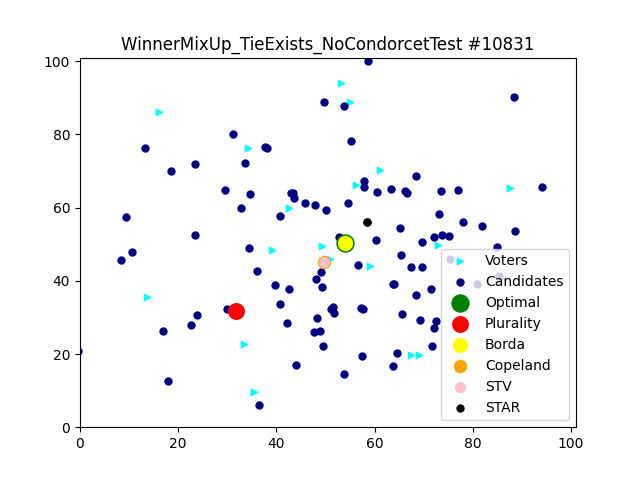 WinnerMixUp_TieExists_NoCondorcetTest #10831
100
80
60
40
20
0
0
20
40
60
80
100
Voters
Candidates
Optimal
Plurality
Borda
Copeland
STV
STAR